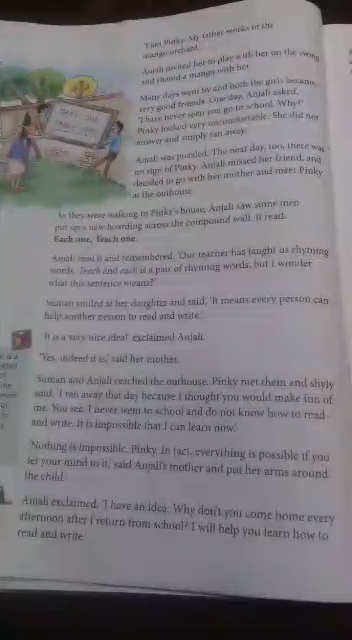 'I am Pinky. My father works in the
mango orchard.'
Anjali invited her to play with her on the swing
and shared a mango with her.
Many days went by and both the girls became
very good friends. One day, Anjali asked,
'I have never seen you go to school. Why?'
Pinky looked very uncomfortable. She did not
answer and simply ran away.
Anjali was puzzled. The next day, too, there was
no sign of Pinky. Anjali missed her friend, and
decided to go with her mother and meet Pinky
at the outhouse.
As they were walking to Pinky's house, Anjali saw some men
put up a new hoarding across the compound wall. It read:
Each one, Teach one.
Anjali read it and remembered, 'Our teacher has taught us rhyming
words. Teach and each is a pair of rhyming words, but I wonder
what this sentence means?'
Suman smiled at her daughter and said, 'It means every person can
help another person to read and write.'
'It is a very nice idea!' exclaimed Anjali.
'Yes, indeed it is,' said her mother.
Suman and Anjali reached the outhouse. Pinky met them and shyly
said, 'I ran away that day because I thought you would make fun of
me. You see, I never went to school and do not know how to read
and write. It is impossible that I can learn now.'
'Nothing is impossible, Pinky. In fact, everything is possible if you
set your mind to it,' said Anjali's mother and put her arms around
the child.
Anjali exclaimed, 'I have an idea: Why don't you come home every
afternoon after I return from school? I will help you learn how to
read and write.'